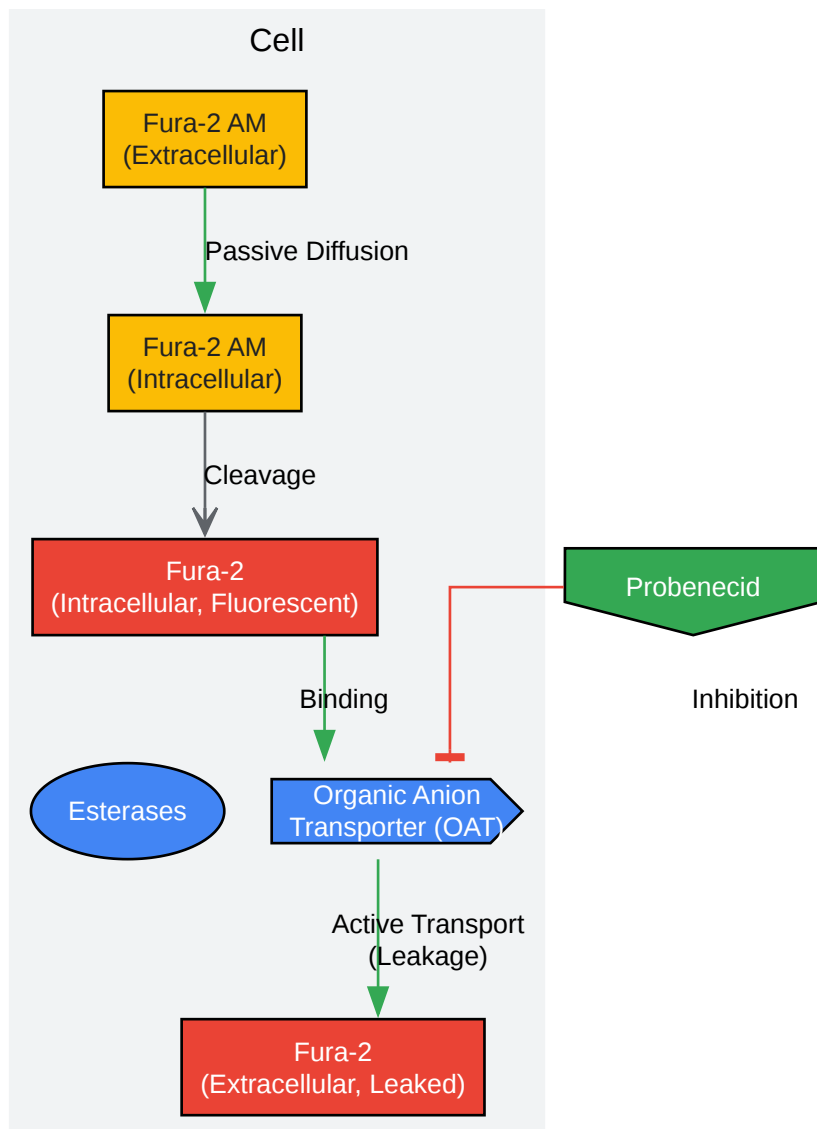 Cell
Fura-2 AM
(Extracellular)
Passive Diffusion
Fura-2 AM
(Intracellular)
Cleavage
Fura-2
(Intracellular, Fluorescent)
Probenecid
Binding
Inhibition
Esterases
Organic Anion
Transporter (OAT)
Active Transport
(Leakage)
Fura-2
(Extracellular, Leaked)